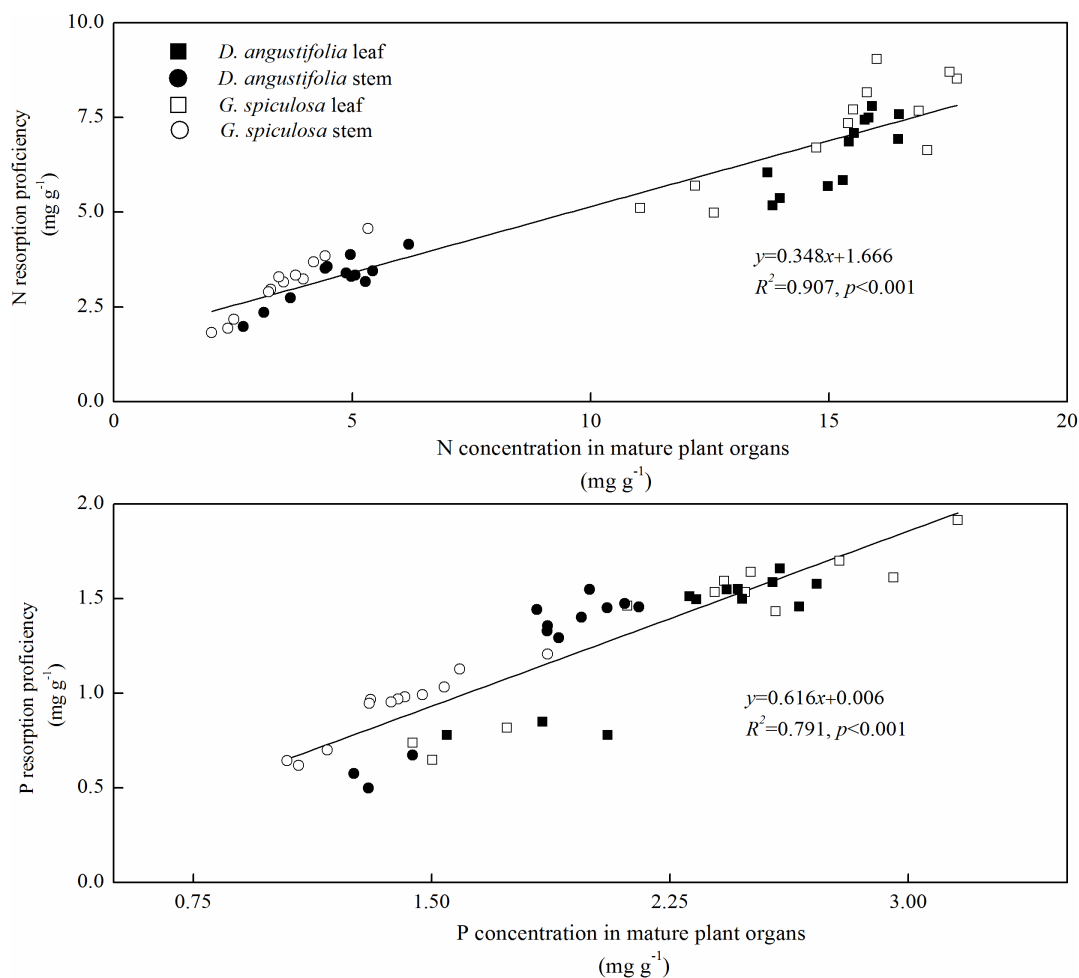 10.0
7.5
5.0
2.5
0.0
N resorption proficiency
(mg g-1)
D. angustifolia leaf
D. angustifolia stem
G. spiculosa leaf
G. spiculosa stem
y=0.348x+1.666
R2=0.907, p<0.001
0 5 10 15 20
N concentration in mature plant organs
(mg g-1)
2.0
1.5
1.0
0.5
0.0
P resorption proficiency
(mg g-1)
y=0.616x+0.006
R2=0.791, p<0.001
0.75 1.50 2.25 3.00
P concentration in mature plant organs
(mg g-1)